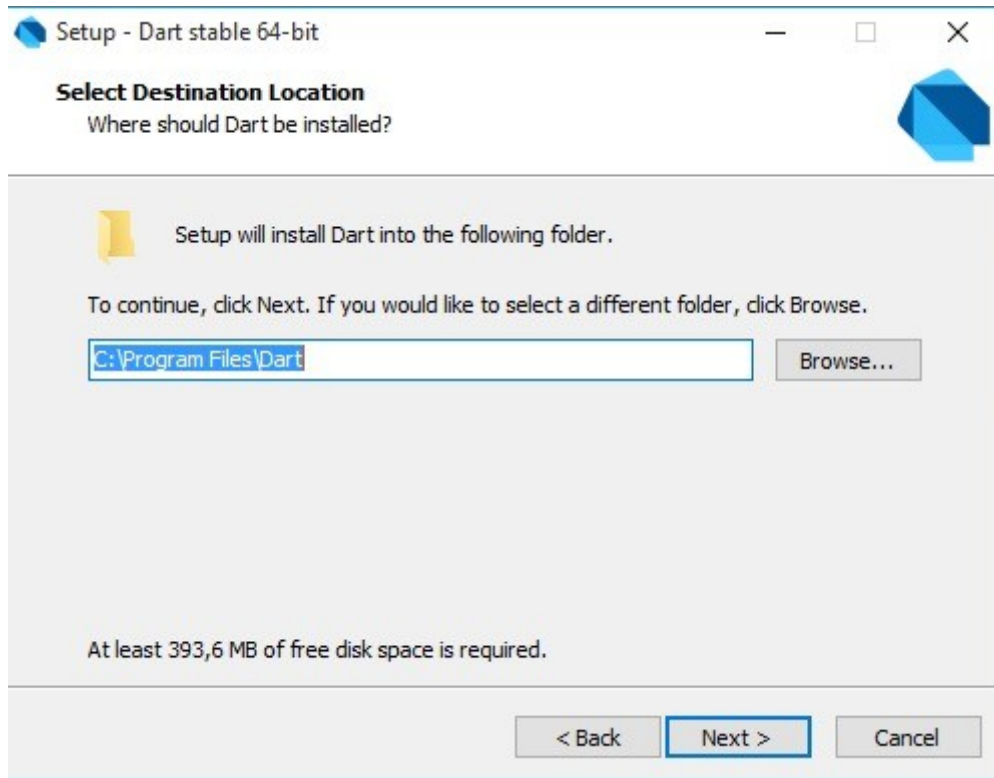 Setup - Dart stable 64-bit
Select Destination Location
Where should Dart be installed?
Setup will install Dart into the following folder.
To continue, click Next. If you would like to select a different folder, click Browse.
C:\Program Files\Dart
Browse...
At least 393,6 MB of free disk space is required.
< Back
Next >
Cancel